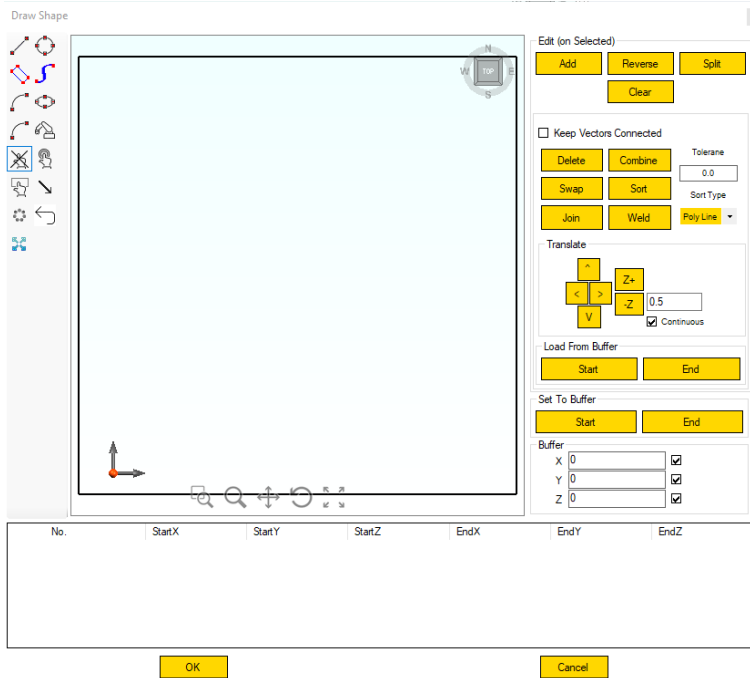 Draw Shape
N
W TOP E
S
Edit (on Selected)
Add Reverse Split
Clear
Keep Vectors Connected
Delete Combine Tolerane
0.0
Swap Sort Sort Type
Join Weld Poly Line
Translate
^
< > Z+
-Z 0.5
V Continuous
Load From Buffer
Start End
Set To Buffer
Start End
Buffer
X 0
Y 0
Z 0
No. StartX StartY StartZ EndX EndY EndZ
OK Cancel